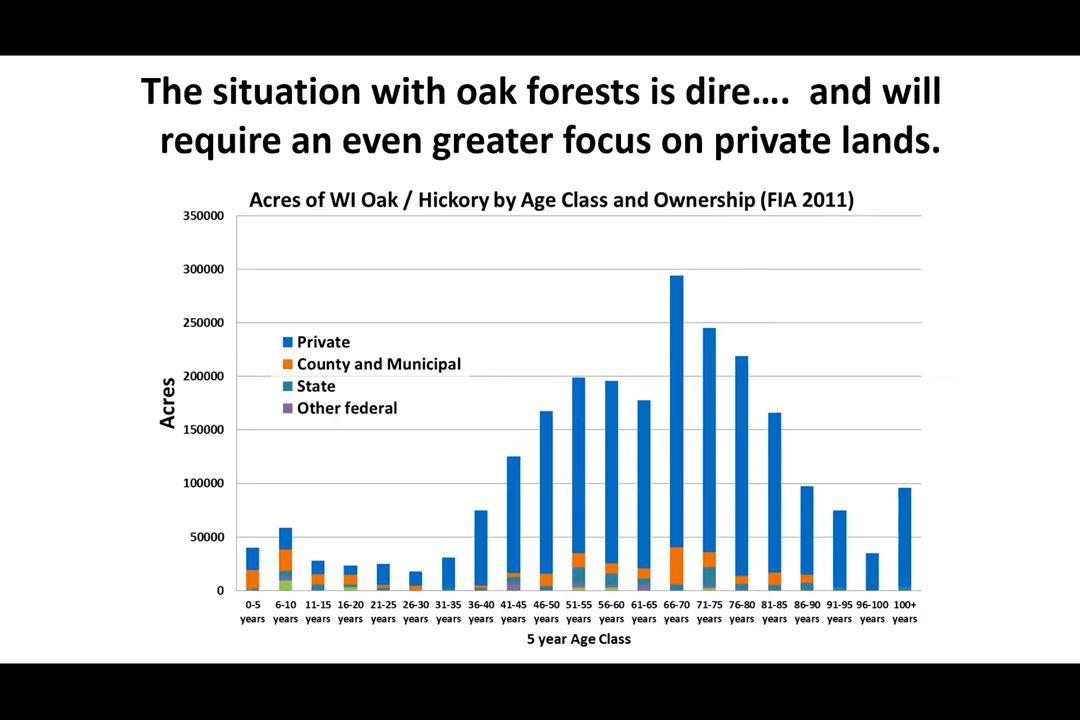 The situation with oak forests is dire…. and will
require an even greater focus on private lands.
Acres of WI Oak / Hickory by Age Class and Ownership (FIA 2011)
350000
300000
250000
200000
150000
100000
50000
0
Acres
Private
County and Municipal
State
Other federal
0-5 6-10 11-15 16-20 21-25 26-30 31-35 36-40 41-45 46-50 51-55 56-60 61-65 66-70 71-75 76-80 81-85 86-90 91-95 96-100 100+
years years years years years years years years years years years years years years years years years years years years years
5 year Age Class